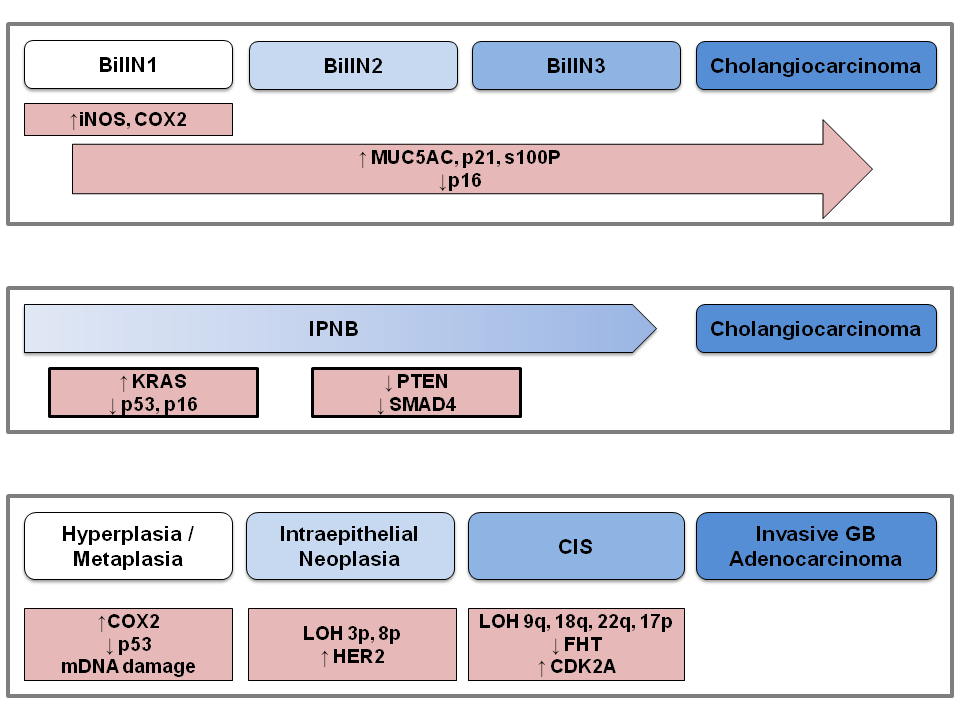 BilIN1
BilIN2
BilIN3
Cholangiocarcinoma
↑iNOS, COX2
↑MUC5AC, p21, s100P
↓p16
IPNB
Cholangiocarcinoma
↑KRAS
↓p53, p16
↓PTEN
↓SMAD4
Hyperplasia /
Metaplasia
Intraepithelial
Neoplasia
CIS
Invasive GB
Adenocarcinoma
↑COX2
↓p53
mDNA damage
LOH 3p, 8p
↑HER2
LOH 9q, 18q, 22q, 17p
↓FHT
↑CDK2A